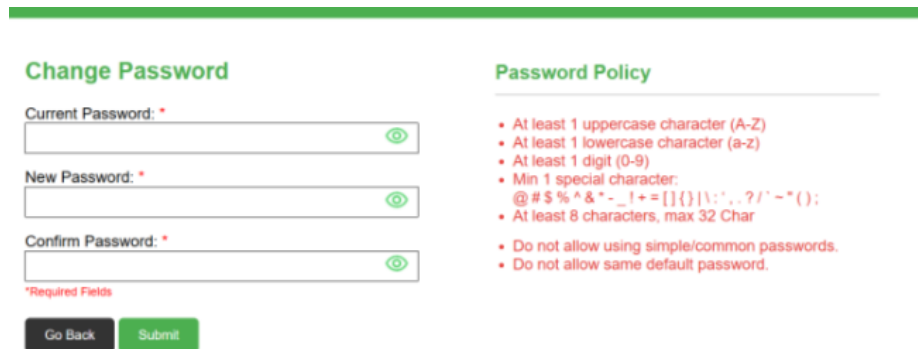 Change Password
Current Password: *
New Password: *
Confirm Password: *
*Required Fields
Go Back
Submit
Password Policy
• At least 1 uppercase character (A-Z)
• At least 1 lowercase character (a-z)
• At least 1 digit (0-9)
• Min 1 special character:
@ # $ % ^ & * - _ ! + = [ ] { } | \ : ' , . ? / ` ~ " ( ) ;
• At least 8 characters, max 32 Char
• Do not allow using simple/common passwords.
• Do not allow same default password.